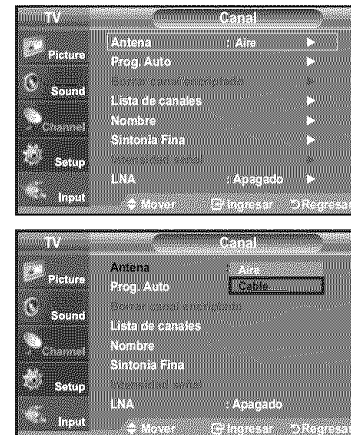 TV Canal
Picture
Sound
Channel
Setup
Input
Antena : Aire
Prog. Auto
Borrar canal encriptado
Lista de canales
Nombre
Sintonia Fina
Intensidad señal
LNA : Apagado
Mover Ingresar Regresar
TV Canal
Picture
Sound
Channel
Setup
Input
Antena : Aire
Cable
Prog. Auto
Borrar canal encriptado
Lista de canales
Nombre
Sintonia Fina
Intensidad señal
LNA : Apagado
Mover Ingresar Regresar